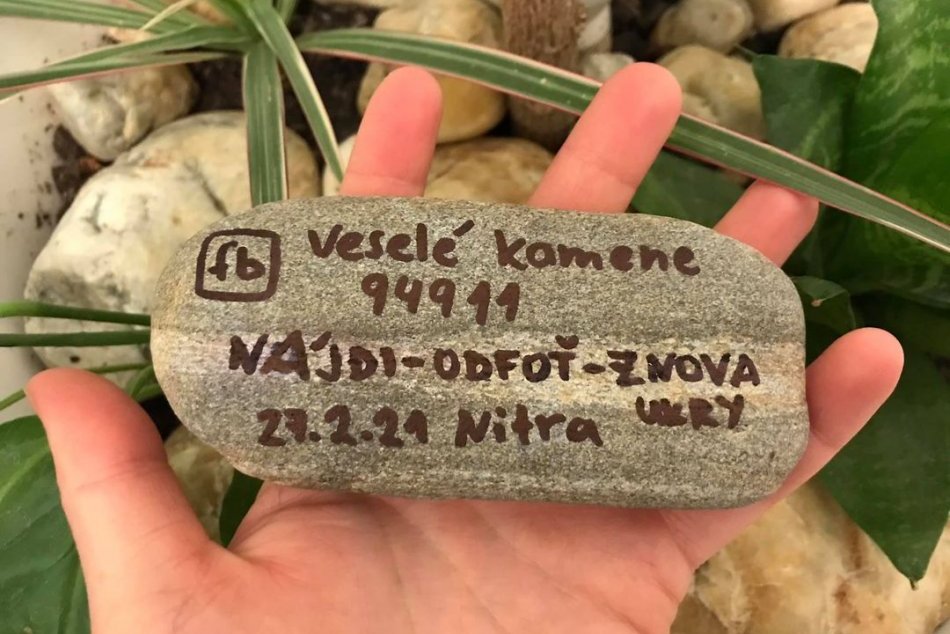 fb Veselé kamene
94911
NÁJDI-ODFOŤ-ZNOVA
UKRY
27.2.21 Nitra